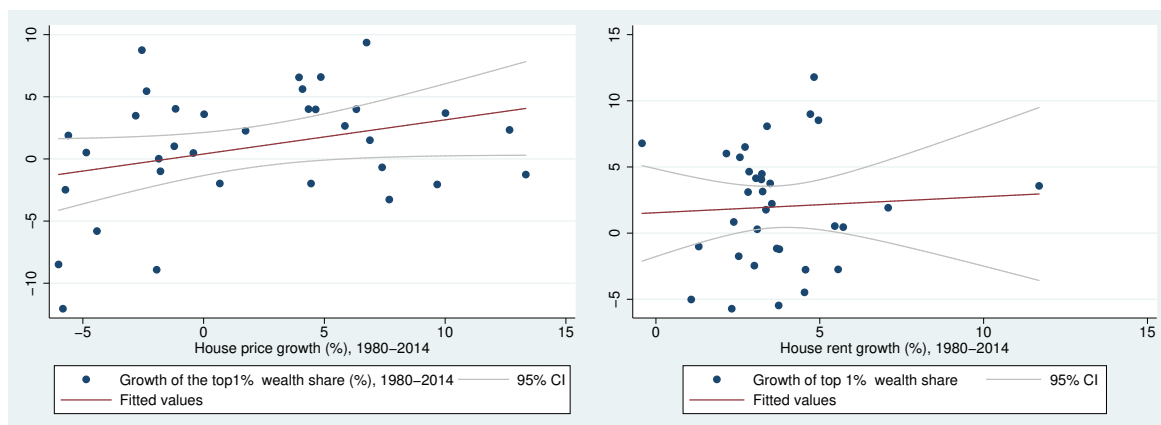 10
5
0
−5
−10
−5
0
5
10
15
House price growth (%), 1980−2014
Growth of the top1% wealth share (%), 1980−2014
95% CI
Fitted values
15
10
5
0
−5
0
5
10
15
House rent growth (%), 1980−2014
Growth of top 1% wealth share
95% CI
Fitted values